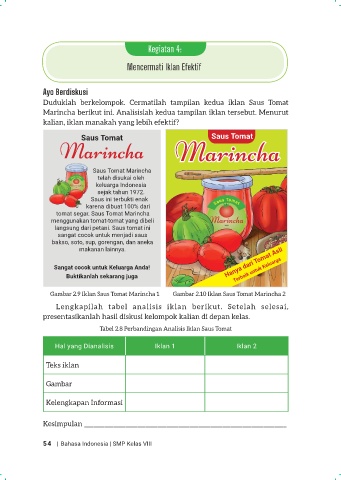 Kegiatan 4:
Mencermati Iklan Efektif
Ayo Berdiskusi
Duduklah berkelompok. Cermatilah tampilan kedua iklan Saus Tomat
Marincha berikut ini. Analisislah kedua tampilan iklan tersebut. Menurut
kalian, iklan manakah yang lebih efektif?
Saus Tomat
Marincha
Saus Tomat Marincha
telah disukai oleh
keluarga Indonesia
sejak tahun 1972.
Saus ini terbukti enak
karena dibuat 100% dari
tomat segar. Saus Tomat Marincha
menggunakan tomat-tomat yang dibeli
langsung dari petani. Saus tomat ini
sangat cocok untuk menjadi saus
bakso, soto, sup, gorengan, dan aneka
makanan lainnya.
Sangat cocok untuk Keluarga Anda!
Buktikanlah sekarang juga
Saus Tomat
Marincha
Saus Tomat
Marincha
Hanya dari Tomat Asli
Terbaik untuk Keluarga
Gambar 2.9 Iklan Saus Tomat Marincha 1
Gambar 2.10 Iklan Saus Tomat Marincha 2
Lengkapilah tabel analisis iklan berikut. Setelah selesai,
presentasikanlah hasil diskusi kelompok kalian di depan kelas.
Tabel 2.8 Perbandingan Analisis Iklan Saus Tomat
Hal yang Dianalisis Iklan 1 Iklan 2
Teks iklan
Gambar
Kelengkapan Informasi
Kesimpulan
54 | Bahasa Indonesia | SMP Kelas VIII